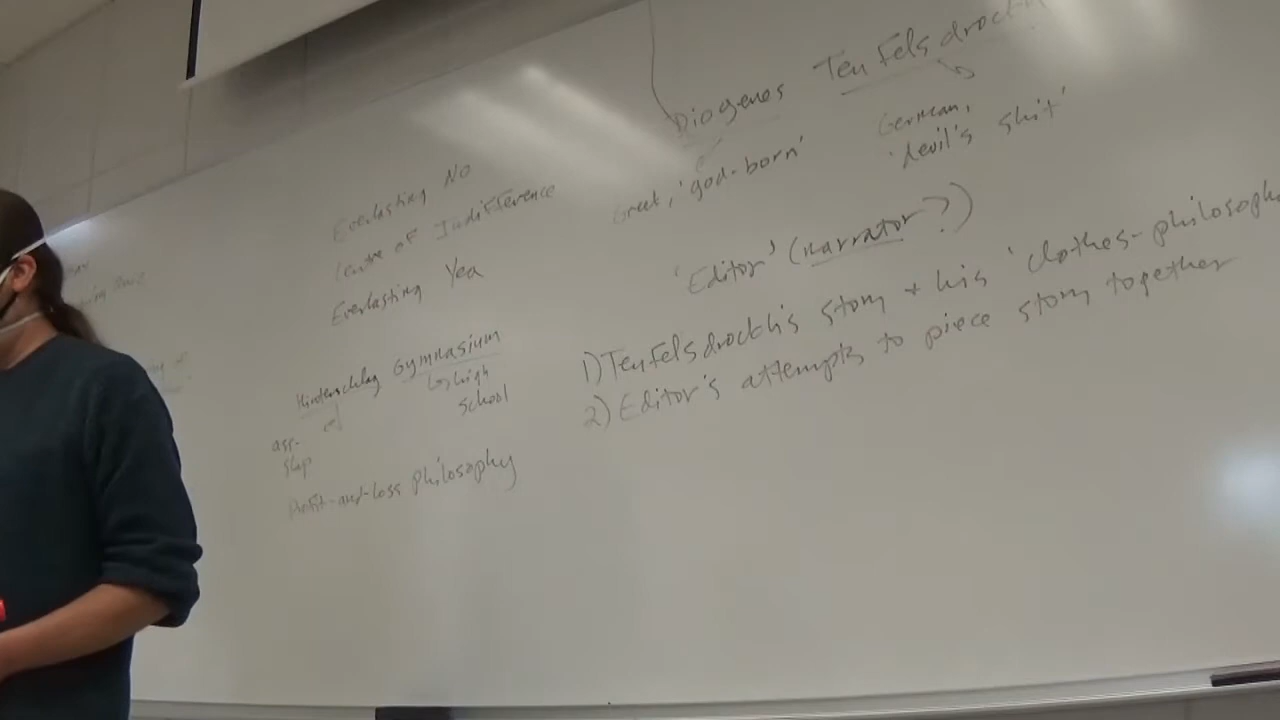 Everlasting No
Centre of Indifference
Everlasting Yea
Hinterschlag Gymnasium
↳ high
school
ass-
slap
Profit-and-loss philosophy
Diogenes Teufelsdröckh
Greek, 'god-born'
German,
'devil's shit'
'Editor' (narrator?)
1) Teufelsdröckh's story + his 'clothes-philosophy
2) Editor's attempts to piece story together